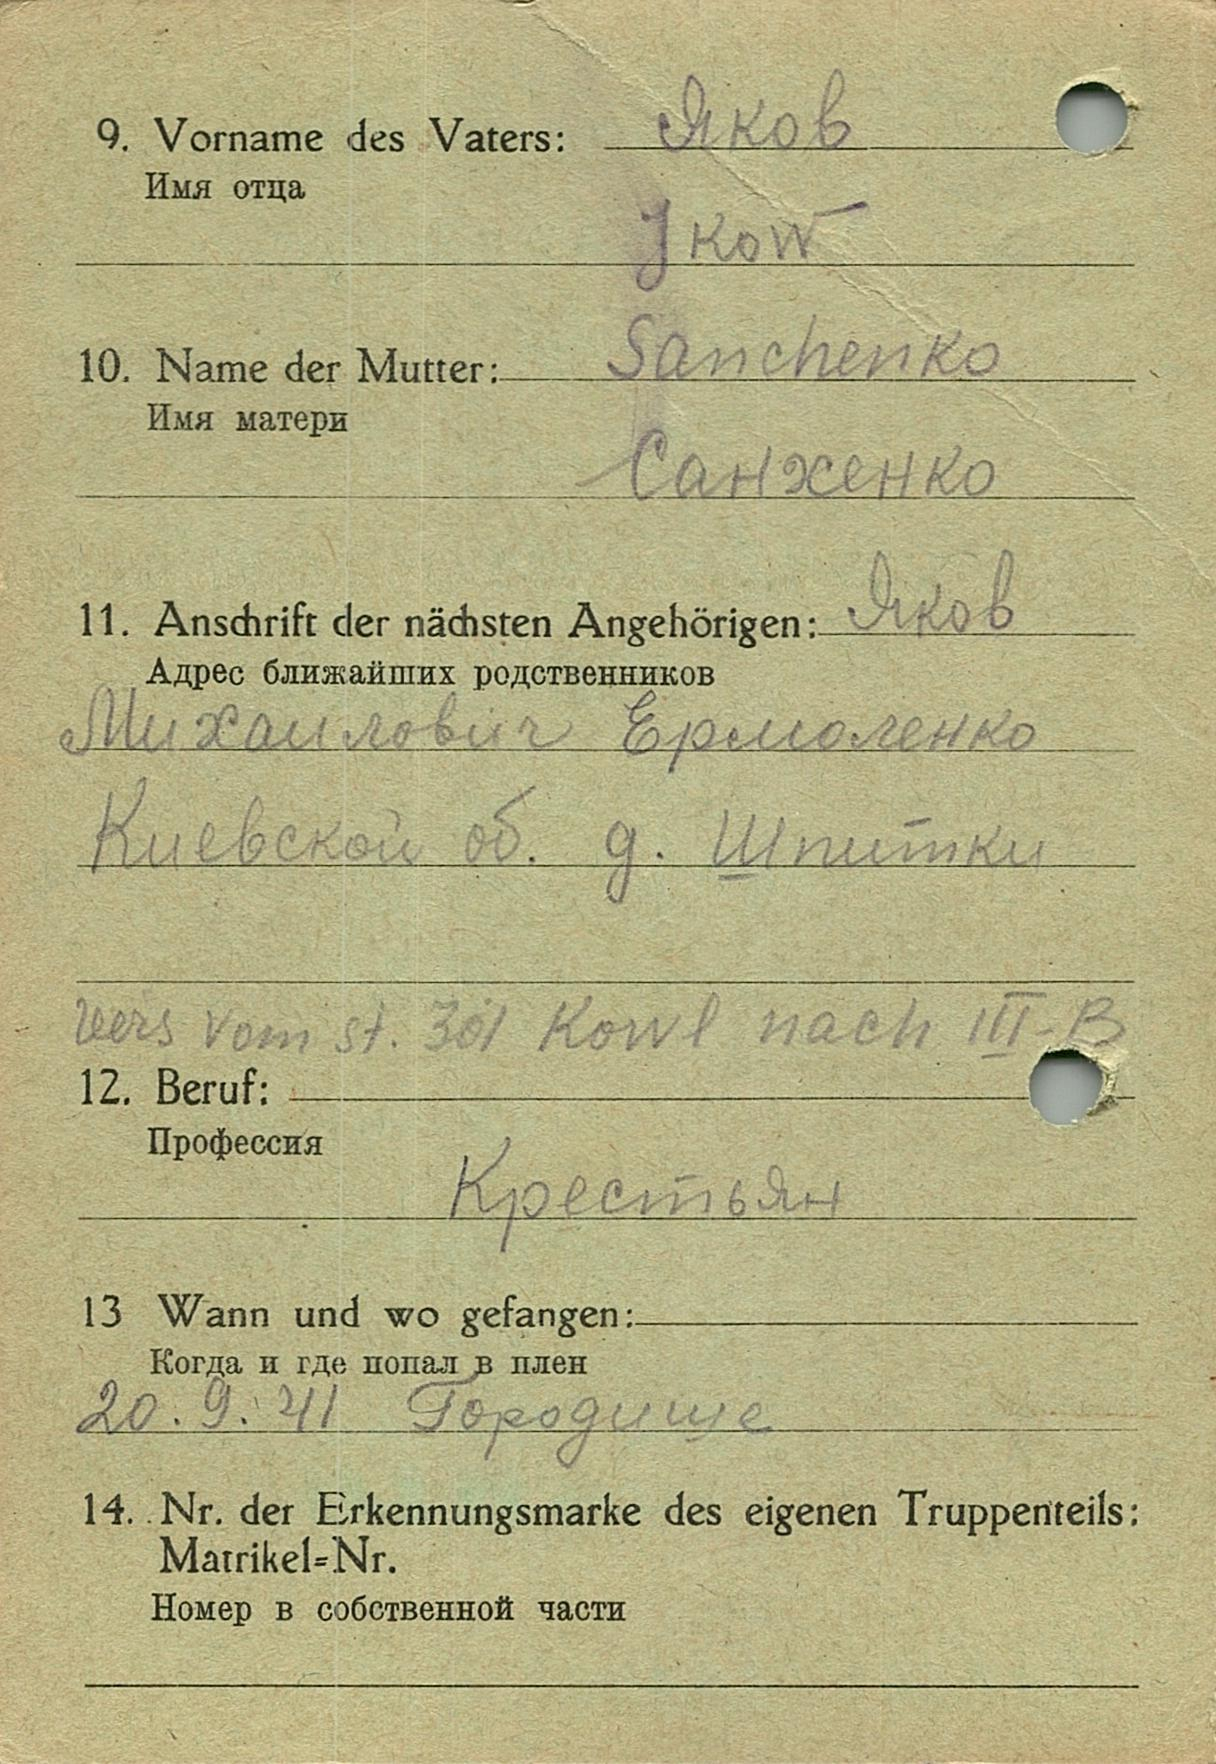 9. Vorname des Vaters: Яков
Имя отца
Jkow
10. Name der Mutter: Sanchenko
Имя матери
Санхенко
11. Anschrift der nächsten Angehörigen: Яков
Адрес ближайших родственников
Михаилович Ермоленко
Киевской об. д. Шпитки
Vers vom St. 301 Kowl nach III-B
12. Beruf:
Профессия
Крестьян
13 Wann und wo gefangen:
Когда и где попал в плен
20.9.41 Городище
14. Nr. der Erkennungsmarke des eigenen Truppenteils:
Matrikel=Nr.
Номер в собственной части